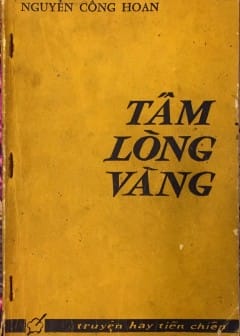 NGUYỄN CÔNG HOAN
TẤM
LÒNG
VÀNG
truyện hay tiền chiến